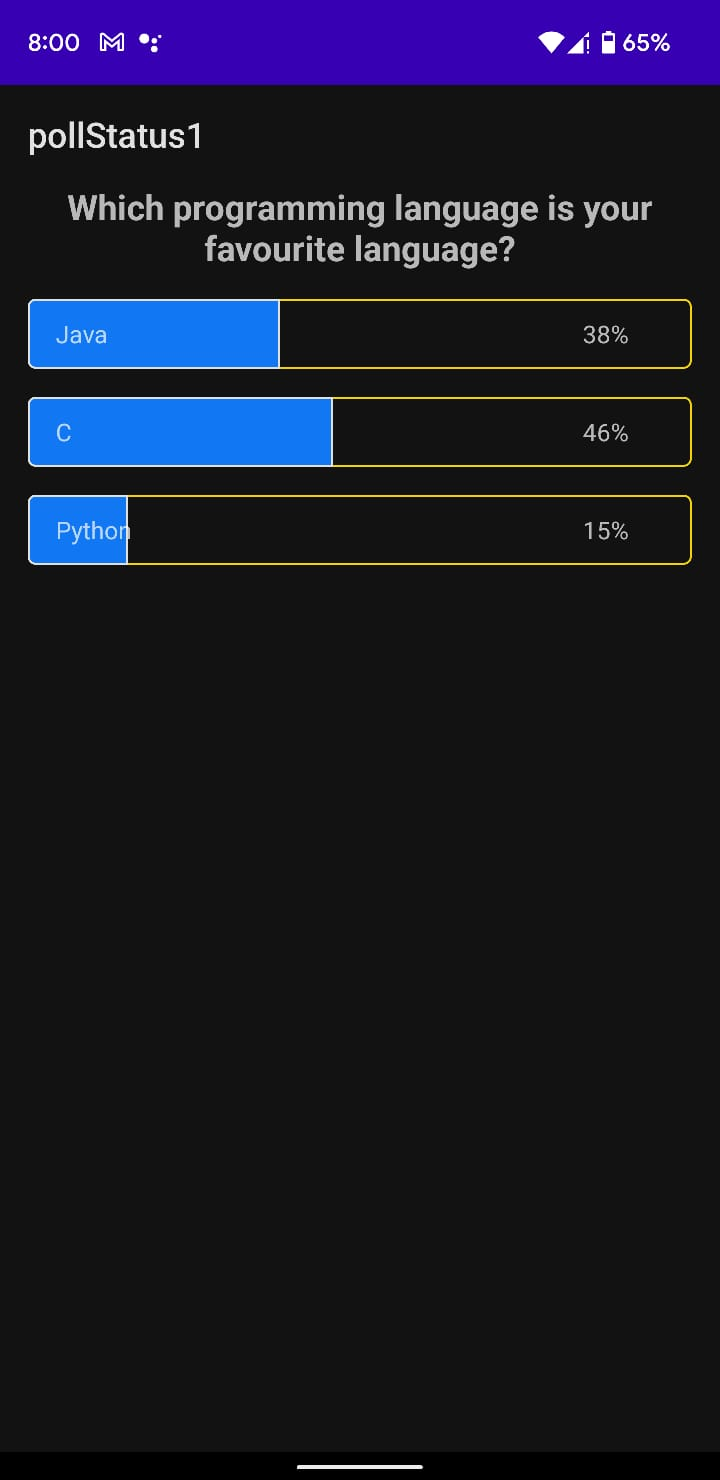 8:00 65%
pollStatus1
Which programming language is your
favourite language?
Java 38%
C 46%
Python 15%